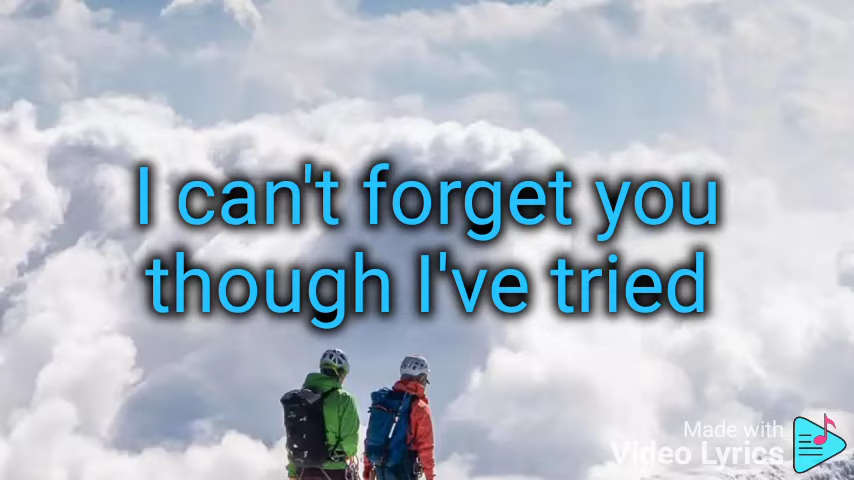 I can't forget you
though I've tried
Made with
Video Lyrics